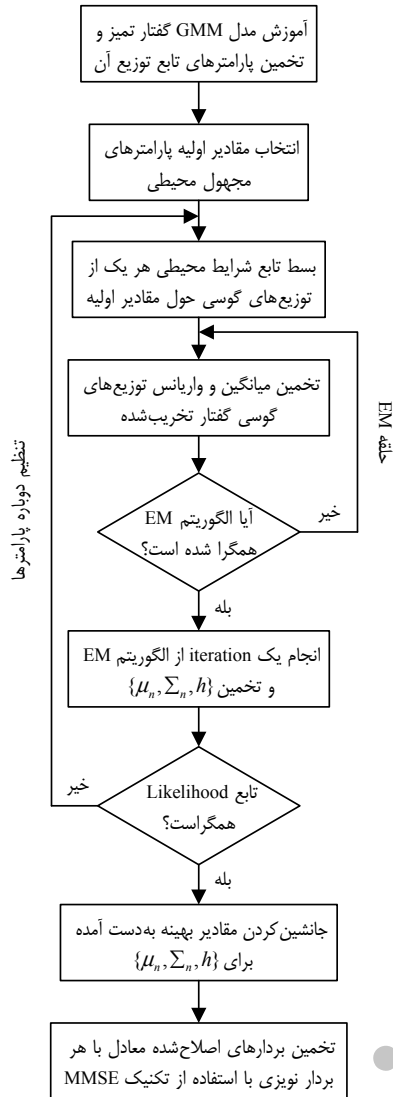 آموزش مدل GMM گفتار تمیز و
تخمین پارامترهای تابع توزیع آن
انتخاب مقادیر اولیه پارامترهای
مجهول محیطی
بسط تابع شرایط محیطی هر یک از
توزیع‌های گوسی حول مقادیر اولیه
تخمین میانگین و واریانس توزیع‌های
گوسی گفتار تخریب‌شده
حلقه EM
تنظیم دوباره پارامترها
آیا الگوریتم EM
همگرا شده است؟
خیر
بله
انجام یک iteration از الگوریتم EM
و تخمین {μ_n, Σ_n, h}
تابع Likelihood
همگراست؟
خیر
بله
جانشین‌کردن مقادیر بهینه به‌دست آمده
برای {μ_n, Σ_n, h}
تخمین بردارهای اصلاح‌شده معادل با هر
بردار نویزی با استفاده از تکنیک MMSE